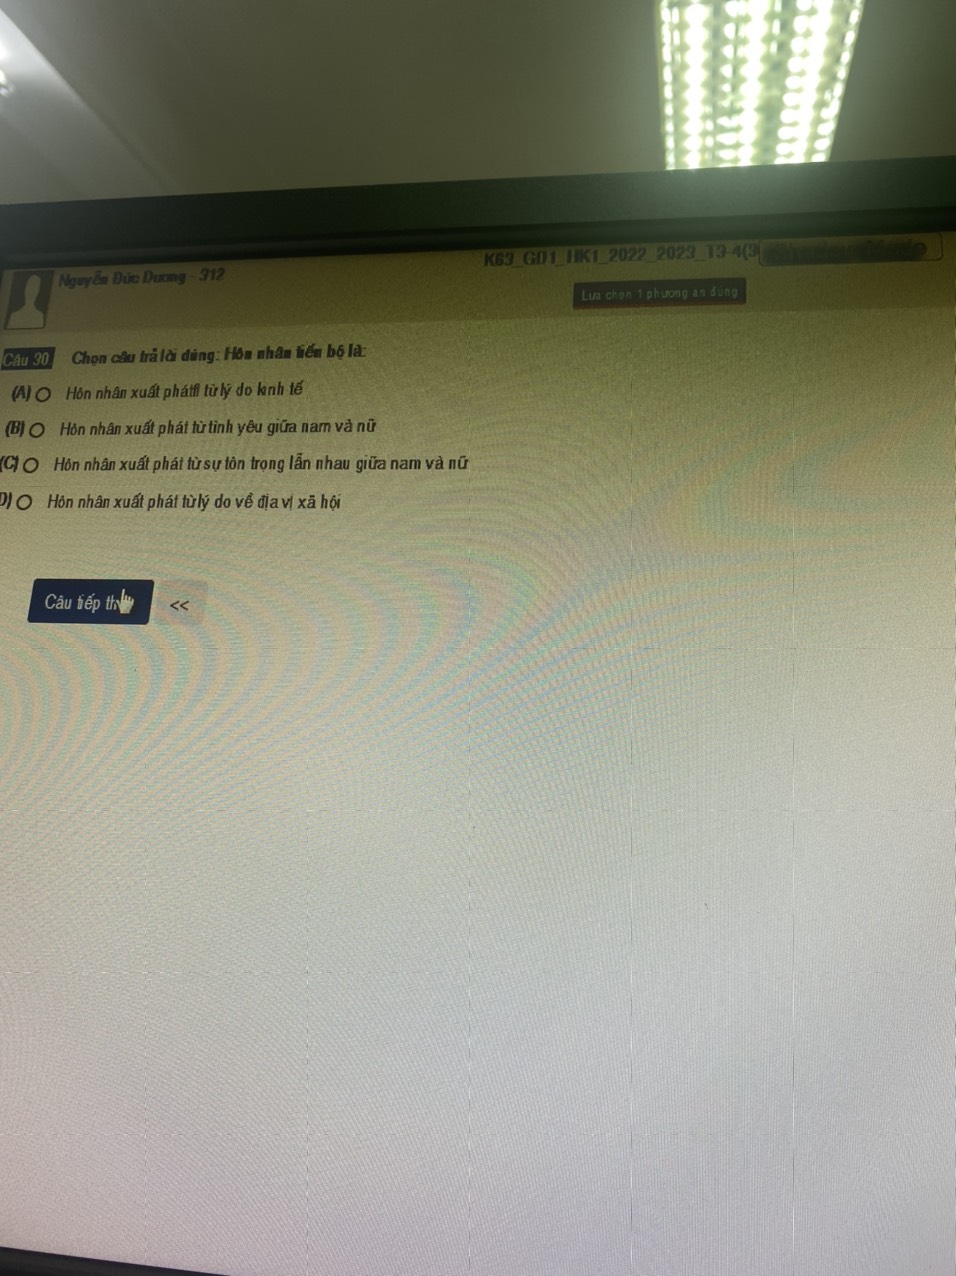 Nguyễn Đức Dương - 312
K63_GD1_HK1_2022_2023_T3-4(3
Lựa chọn 1 phương án đúng
Câu 30 Chọn câu trả lời đúng: Hôn nhân tiến bộ là:
(A) Hôn nhân xuất phát từ lý do kinh tế
(B) Hôn nhân xuất phát từ tình yêu giữa nam và nữ
(C) Hôn nhân xuất phát từ sự tôn trọng lẫn nhau giữa nam và nữ
D) Hôn nhân xuất phát từ lý do về địa vị xã hội
Câu tiếp th <<